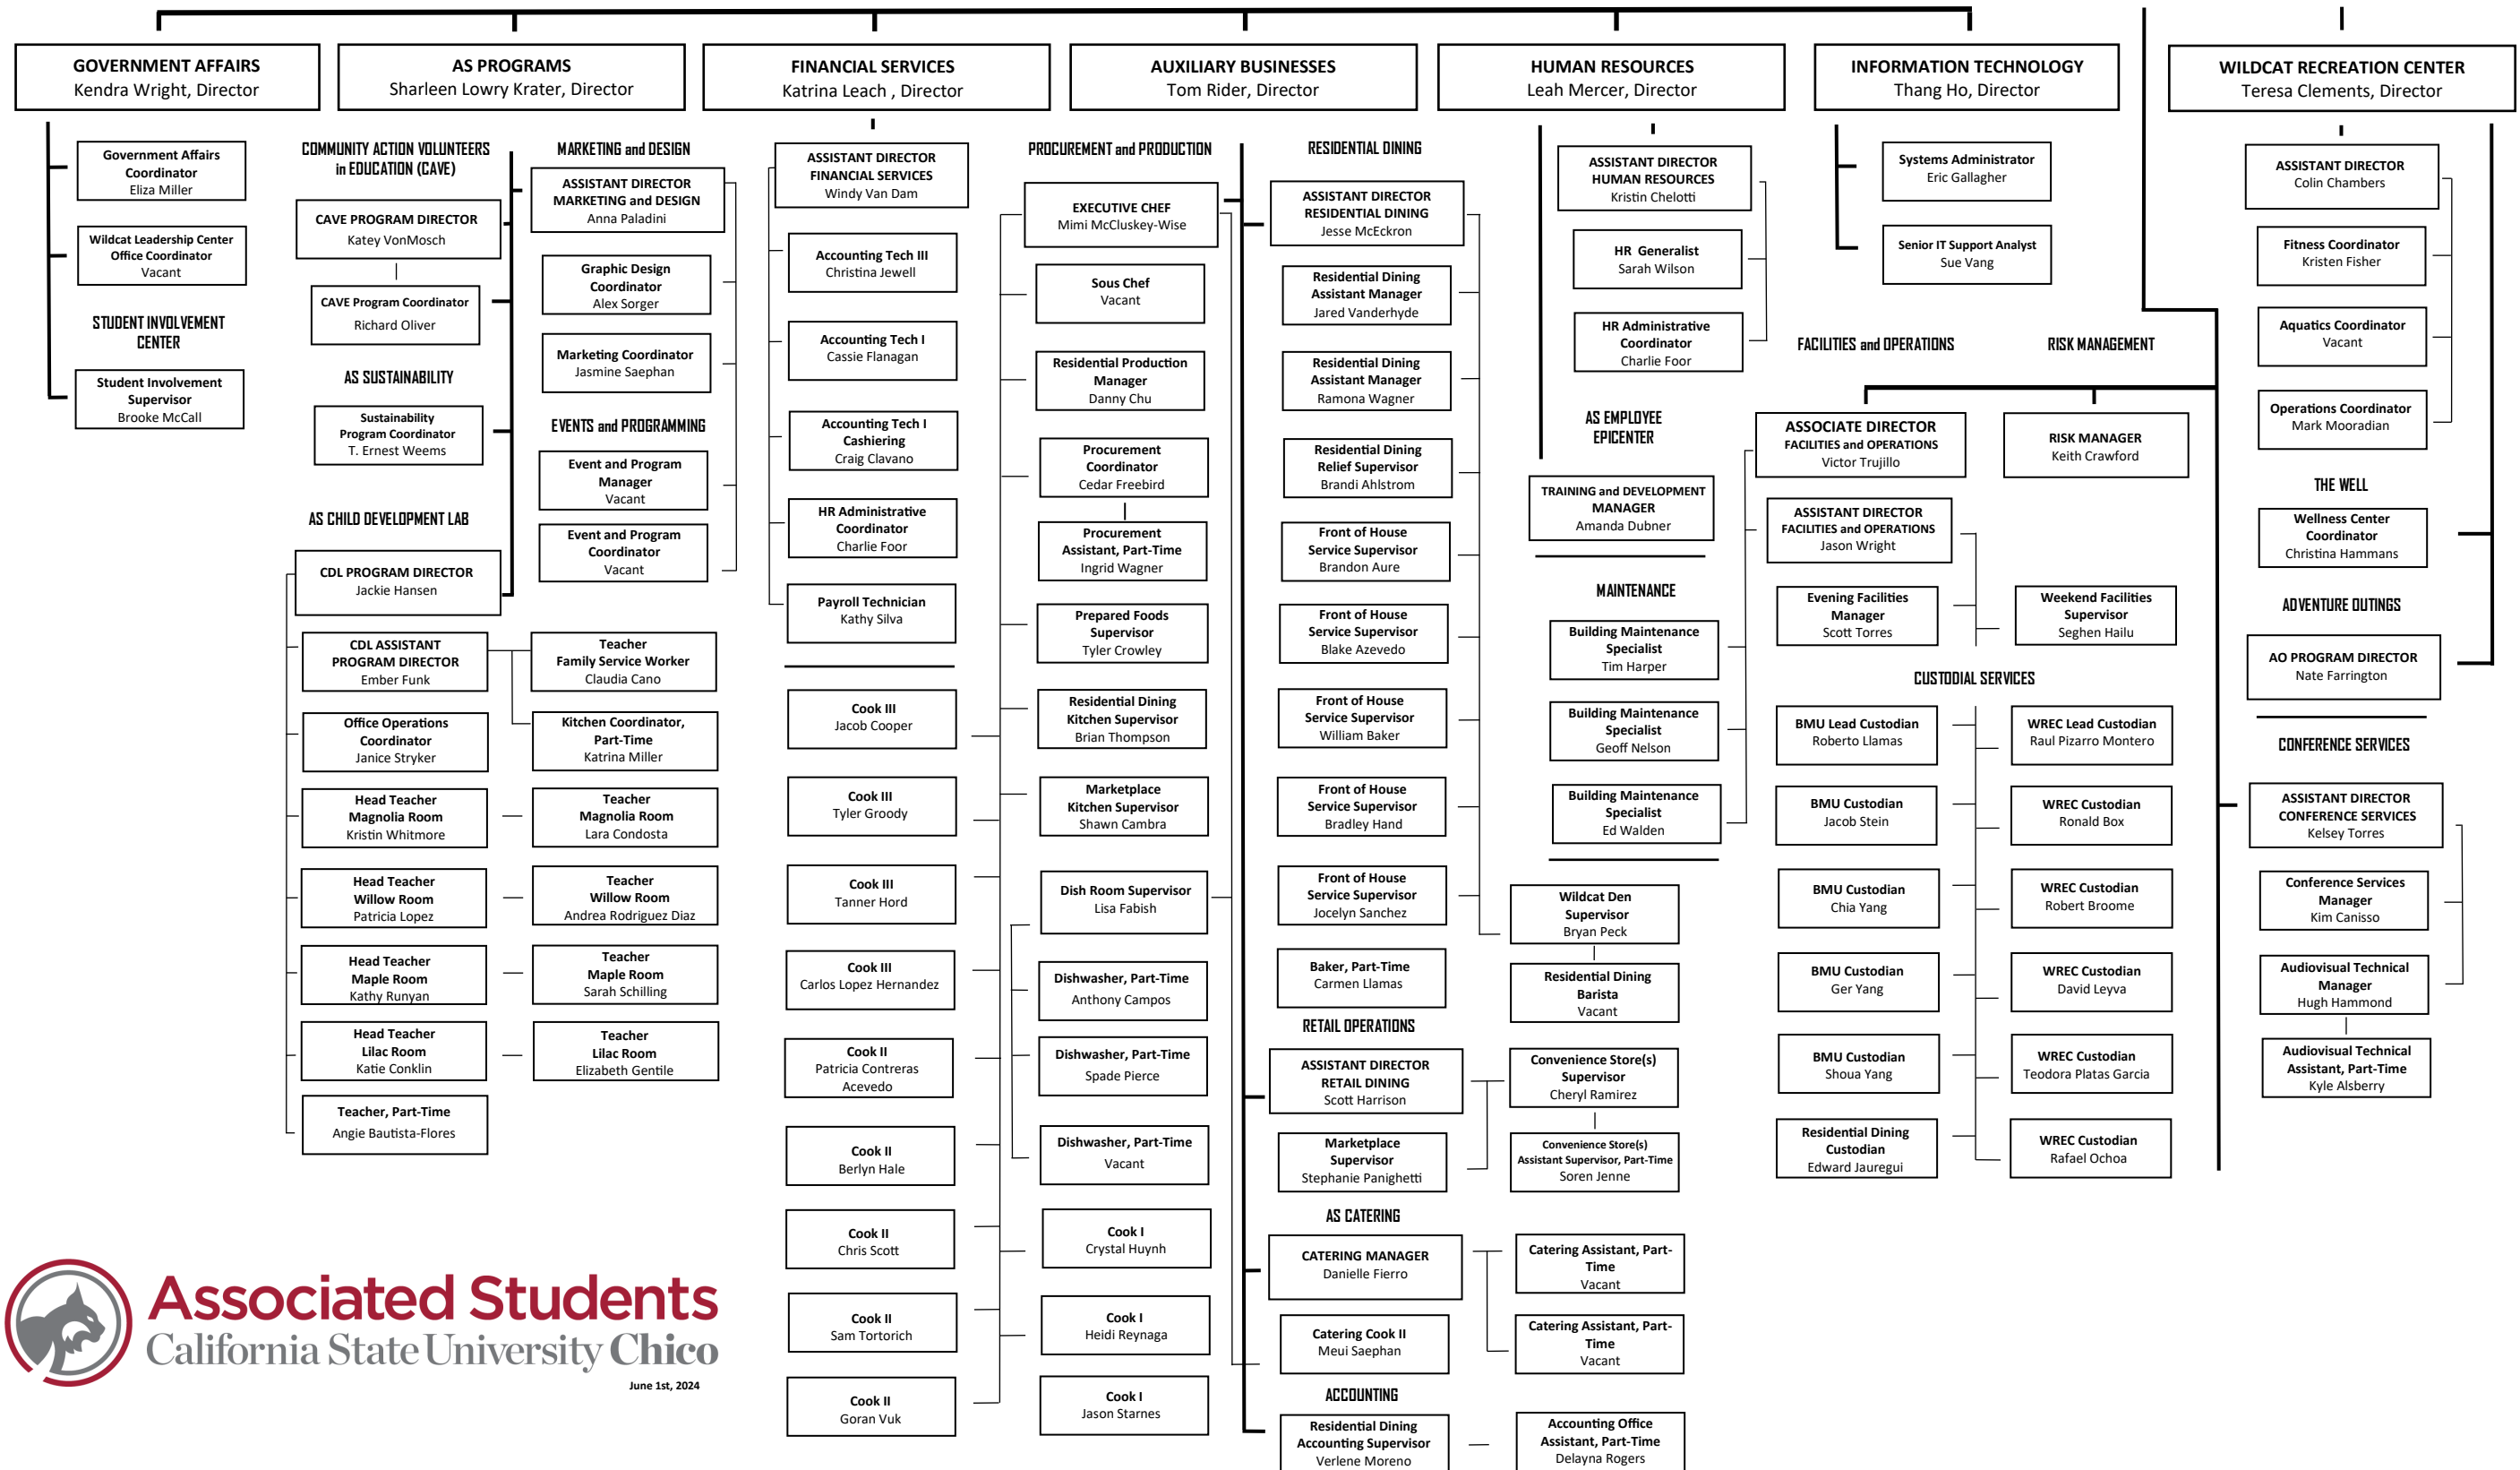 GOVERNMENT AFFAIRS
Kendra Wright, Director
AS PROGRAMS
Sharleen Lowry Krater, Director
FINANCIAL SERVICES
Katrina Leach , Director
AUXILIARY BUSINESSES
Tom Rider, Director
HUMAN RESOURCES
Leah Mercer, Director
INFORMATION TECHNOLOGY
Thang Ho, Director
WILDCAT RECREATION CENTER
Teresa Clements, Director
Government Affairs
Coordinator
Eliza Miller
Wildcat Leadership Center
Office Coordinator
Vacant
STUDENT INVOLVEMENT
CENTER
Student Involvement
Supervisor
Brooke McCall
COMMUNITY ACTION VOLUNTEERS
in EDUCATION (CAVE)
CAVE PROGRAM DIRECTOR
Katey VonMosch
CAVE Program Coordinator
Richard Oliver
AS SUSTAINABILITY
Sustainability
Program Coordinator
T. Ernest Weems
AS CHILD DEVELOPMENT LAB
CDL PROGRAM DIRECTOR
Jackie Hansen
CDL ASSISTANT
PROGRAM DIRECTOR
Ember Funk
Office Operations
Coordinator
Janice Stryker
Head Teacher
Magnolia Room
Kristin Whitmore
Head Teacher
Willow Room
Patricia Lopez
Head Teacher
Maple Room
Kathy Runyan
Head Teacher
Lilac Room
Katie Conklin
Teacher, Part-Time
Angie Bautista-Flores
MARKETING and DESIGN
ASSISTANT DIRECTOR
MARKETING and DESIGN
Anna Paladini
Graphic Design
Coordinator
Alex Sorger
Marketing Coordinator
Jasmine Saephan
EVENTS and PROGRAMMING
Event and Program
Manager
Vacant
Event and Program
Coordinator
Vacant
Teacher
Family Service Worker
Claudia Cano
Kitchen Coordinator,
Part-Time
Katrina Miller
Teacher
Magnolia Room
Lara Condosta
Teacher
Willow Room
Andrea Rodriguez Diaz
Teacher
Maple Room
Sarah Schilling
Teacher
Lilac Room
Elizabeth Gentile
ASSISTANT DIRECTOR
FINANCIAL SERVICES
Windy Van Dam
Accounting Tech III
Christina Jewell
Accounting Tech I
Cassie Flanagan
Accounting Tech I
Cashiering
Craig Clavano
HR Administrative
Coordinator
Charlie Foor
Payroll Technician
Kathy Silva
Cook III
Jacob Cooper
Cook III
Tyler Groody
Cook III
Tanner Hord
Cook III
Carlos Lopez Hernandez
Cook II
Patricia Contreras
Acevedo
Cook II
Berlyn Hale
Cook II
Chris Scott
Cook II
Sam Tortorich
Cook II
Goran Vuk
PROCUREMENT and PRODUCTION
EXECUTIVE CHEF
Mimi McCluskey-Wise
Sous Chef
Vacant
Residential Production
Manager
Danny Chu
Procurement
Coordinator
Cedar Freebird
Procurement
Assistant, Part-Time
Ingrid Wagner
Prepared Foods
Supervisor
Tyler Crowley
Residential Dining
Kitchen Supervisor
Brian Thompson
Marketplace
Kitchen Supervisor
Shawn Cambra
Dish Room Supervisor
Lisa Fabish
Dishwasher, Part-Time
Anthony Campos
Dishwasher, Part-Time
Spade Pierce
Dishwasher, Part-Time
Vacant
Cook I
Crystal Huynh
Cook I
Heidi Reynaga
Cook I
Jason Starnes
RESIDENTIAL DINING
ASSISTANT DIRECTOR
RESIDENTIAL DINING
Jesse McEckron
Residential Dining
Assistant Manager
Jared Vanderhyde
Residential Dining
Assistant Manager
Ramona Wagner
Residential Dining
Relief Supervisor
Brandi Ahlstrom
Front of House
Service Supervisor
Brandon Aure
Front of House
Service Supervisor
Blake Azevedo
Front of House
Service Supervisor
William Baker
Front of House
Service Supervisor
Bradley Hand
Front of House
Service Supervisor
Jocelyn Sanchez
Baker, Part-Time
Carmen Llamas
Wildcat Den
Supervisor
Bryan Peck
Residential Dining
Barista
Vacant
RETAIL OPERATIONS
ASSISTANT DIRECTOR
RETAIL DINING
Scott Harrison
Convenience Store(s)
Supervisor
Cheryl Ramirez
Marketplace
Supervisor
Stephanie Panighetti
Convenience Store(s)
Assistant Supervisor, Part-Time
Soren Jenne
AS CATERING
CATERING MANAGER
Danielle Fierro
Catering Assistant, Part-
Time
Vacant
Catering Cook II
Meui Saephan
Catering Assistant, Part-
Time
Vacant
ACCOUNTING
Residential Dining
Accounting Supervisor
Verlene Moreno
Accounting Office
Assistant, Part-Time
Delayna Rogers
ASSISTANT DIRECTOR
HUMAN RESOURCES
Kristin Chelotti
HR Generalist
Sarah Wilson
HR Administrative
Coordinator
Charlie Foor
AS EMPLOYEE
EPICENTER
TRAINING and DEVELOPMENT
MANAGER
Amanda Dubner
MAINTENANCE
Building Maintenance
Specialist
Tim Harper
Building Maintenance
Specialist
Geoff Nelson
Building Maintenance
Specialist
Ed Walden
Systems Administrator
Eric Gallagher
Senior IT Support Analyst
Sue Vang
FACILITIES and OPERATIONS
RISK MANAGEMENT
ASSOCIATE DIRECTOR
FACILITIES and OPERATIONS
Victor Trujillo
RISK MANAGER
Keith Crawford
ASSISTANT DIRECTOR
FACILITIES and OPERATIONS
Jason Wright
Evening Facilities
Manager
Scott Torres
Weekend Facilities
Supervisor
Seghen Hailu
CUSTODIAL SERVICES
BMU Lead Custodian
Roberto Llamas
WREC Lead Custodian
Raul Pizarro Montero
BMU Custodian
Jacob Stein
WREC Custodian
Ronald Box
BMU Custodian
Chia Yang
WREC Custodian
Robert Broome
BMU Custodian
Ger Yang
WREC Custodian
David Leyva
BMU Custodian
Shoua Yang
WREC Custodian
Teodora Platas Garcia
Residential Dining
Custodian
Edward Jauregui
WREC Custodian
Rafael Ochoa
ASSISTANT DIRECTOR
Colin Chambers
Fitness Coordinator
Kristen Fisher
Aquatics Coordinator
Vacant
Operations Coordinator
Mark Mooradian
THE WELL
Wellness Center
Coordinator
Christina Hammans
ADVENTURE OUTINGS
AO PROGRAM DIRECTOR
Nate Farrington
CONFERENCE SERVICES
ASSISTANT DIRECTOR
CONFERENCE SERVICES
Kelsey Torres
Conference Services
Manager
Kim Canisso
Audiovisual Technical
Manager
Hugh Hammond
Audiovisual Technical
Assistant, Part-Time
Kyle Alsberry
Associated Students
California State University Chico
June 1st, 2024